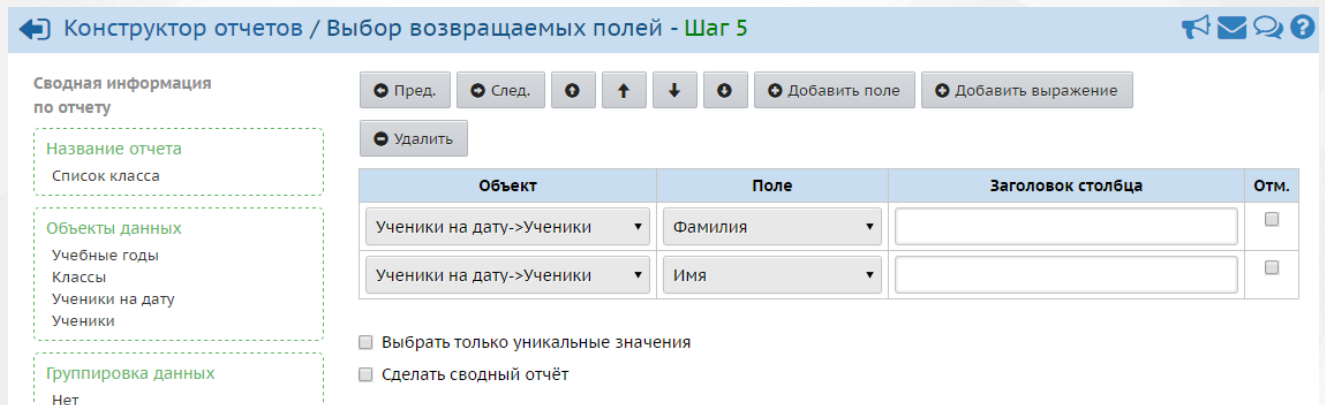 Конструктор отчетов / Выбор возвращаемых полей - Шаг 5
Сводная информация
по отчету
Название отчета
Список класса
Объекты данных
Учебные годы
Классы
Ученики на дату
Ученики
Группировка данных
Нет
Пред. След. Добавить поле Добавить выражение
Удалить
Объект Поле Заголовок столбца Отм.
Ученики на дату->Ученики Фамилия
Ученики на дату->Ученики Имя
Выбрать только уникальные значения
Сделать сводный отчёт